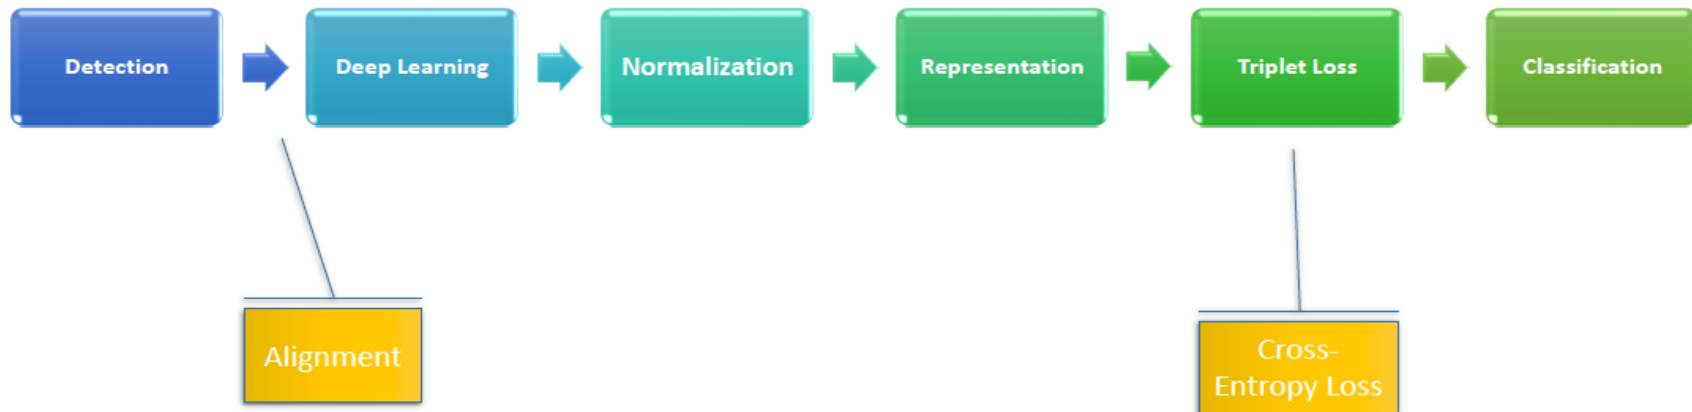 Detection
Deep Learning
Normalization
Representation
Triplet Loss
Classification
Alignment
Cross-
Entropy Loss